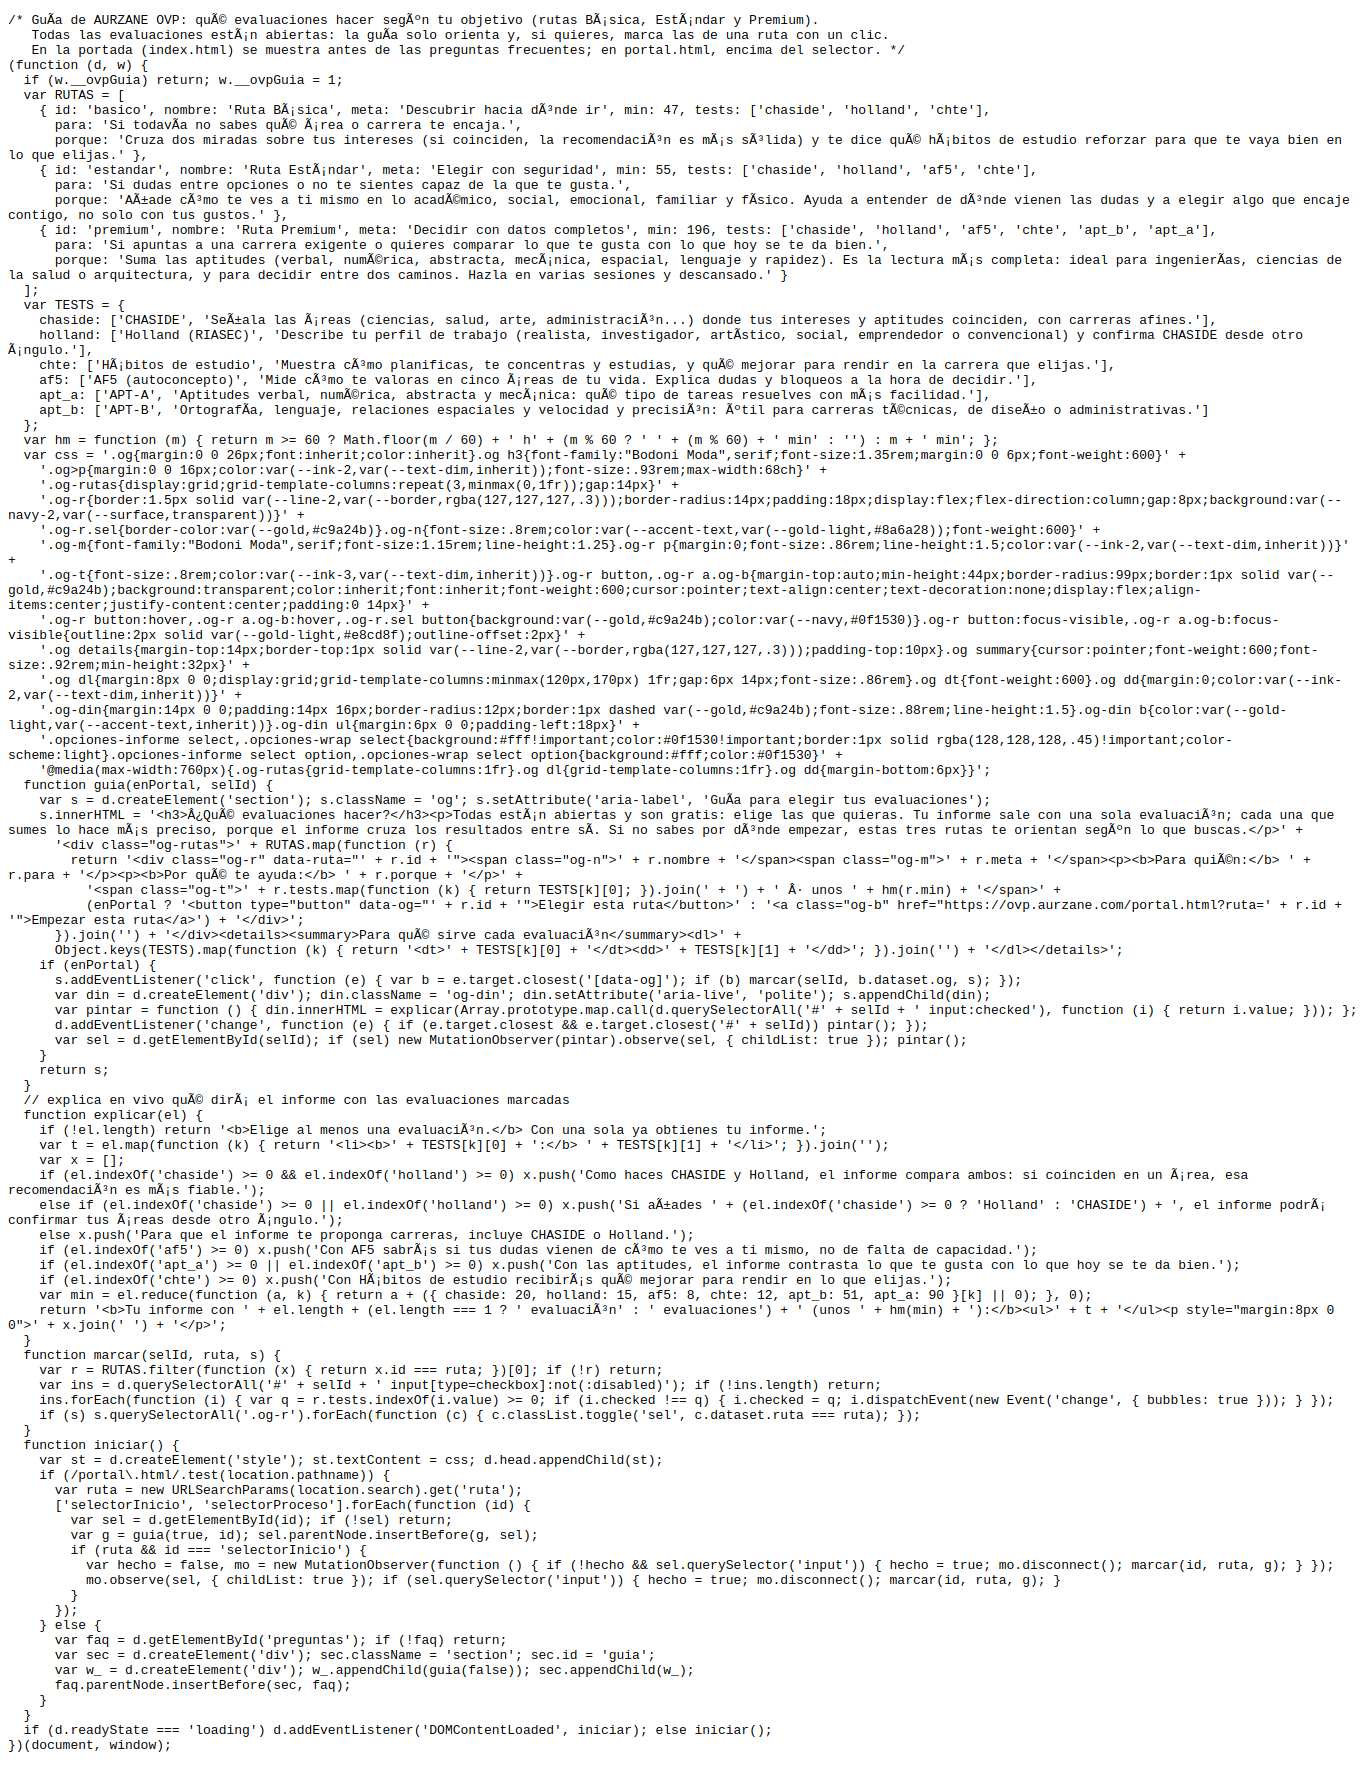 /* GuÃ­a de AURZANE OVP: quÃ© evaluaciones hacer segÃºn tu objetivo (rutas BÃ¡sica, EstÃ¡ndar y Premium).
   Todas las evaluaciones estÃ¡n abiertas: la guÃ­a solo orienta y, si quieres, marca las de una ruta con un clic.
   En la portada (index.html) se muestra antes de las preguntas frecuentes; en portal.html, encima del selector. */
(function (d, w) {
  if (w.__ovpGuia) return; w.__ovpGuia = 1;
  var RUTAS = [
    { id: 'basico', nombre: 'Ruta BÃ¡sica', meta: 'Descubrir hacia dÃ³nde ir', min: 47, tests: ['chaside', 'holland', 'chte'],
      para: 'Si todavÃ­a no sabes quÃ© Ã¡rea o carrera te encaja.',
      porque: 'Cruza dos miradas sobre tus intereses (si coinciden, la recomendaciÃ³n es mÃ¡s sÃ³lida) y te dice quÃ© hÃ¡bitos de estudio reforzar para que te vaya bien en
lo que elijas.' },
    { id: 'estandar', nombre: 'Ruta EstÃ¡ndar', meta: 'Elegir con seguridad', min: 55, tests: ['chaside', 'holland', 'af5', 'chte'],
      para: 'Si dudas entre opciones o no te sientes capaz de la que te gusta.',
      porque: 'AÃ±ade cÃ³mo te ves a ti mismo en lo acadÃ©mico, social, emocional, familiar y fÃ­sico. Ayuda a entender de dÃ³nde vienen las dudas y a elegir algo que encaje
contigo, no solo con tus gustos.' },
    { id: 'premium', nombre: 'Ruta Premium', meta: 'Decidir con datos completos', min: 196, tests: ['chaside', 'holland', 'af5', 'chte', 'apt_b', 'apt_a'],
      para: 'Si apuntas a una carrera exigente o quieres comparar lo que te gusta con lo que hoy se te da bien.',
      porque: 'Suma las aptitudes (verbal, numÃ©rica, abstracta, mecÃ¡nica, espacial, lenguaje y rapidez). Es la lectura mÃ¡s completa: ideal para ingenierÃ­as, ciencias de
la salud o arquitectura, y para decidir entre dos caminos. Hazla en varias sesiones y descansado.' }
  ];
  var TESTS = {
    chaside: ['CHASIDE', 'SeÃ±ala las Ã¡reas (ciencias, salud, arte, administraciÃ³n...) donde tus intereses y aptitudes coinciden, con carreras afines.'],
    holland: ['Holland (RIASEC)', 'Describe tu perfil de trabajo (realista, investigador, artÃ­stico, social, emprendedor o convencional) y confirma CHASIDE desde otro
Ã¡ngulo.'],
    chte: ['HÃ¡bitos de estudio', 'Muestra cÃ³mo planificas, te concentras y estudias, y quÃ© mejorar para rendir en la carrera que elijas.'],
    af5: ['AF5 (autoconcepto)', 'Mide cÃ³mo te valoras en cinco Ã¡reas de tu vida. Explica dudas y bloqueos a la hora de decidir.'],
    apt_a: ['APT-A', 'Aptitudes verbal, numÃ©rica, abstracta y mecÃ¡nica: quÃ© tipo de tareas resuelves con mÃ¡s facilidad.'],
    apt_b: ['APT-B', 'OrtografÃ­a, lenguaje, relaciones espaciales y velocidad y precisiÃ³n: Ãºtil para carreras tÃ©cnicas, de diseÃ±o o administrativas.']
  };
  var hm = function (m) { return m >= 60 ? Math.floor(m / 60) + ' h' + (m % 60 ? ' ' + (m % 60) + ' min' : '') : m + ' min'; };
  var css = '.og{margin:0 0 26px;font:inherit;color:inherit}.og h3{font-family:"Bodoni Moda",serif;font-size:1.35rem;margin:0 0 6px;font-weight:600}' +
    '.og>p{margin:0 0 16px;color:var(--ink-2,var(--text-dim,inherit));font-size:.93rem;max-width:68ch}' +
    '.og-rutas{display:grid;grid-template-columns:repeat(3,minmax(0,1fr));gap:14px}' +
    '.og-r{border:1.5px solid var(--line-2,var(--border,rgba(127,127,127,.3)));border-radius:14px;padding:18px;display:flex;flex-direction:column;gap:8px;background:var(--
navy-2,var(--surface,transparent))}' +
    '.og-r.sel{border-color:var(--gold,#c9a24b)}.og-n{font-size:.8rem;color:var(--accent-text,var(--gold-light,#8a6a28));font-weight:600}' +
    '.og-m{font-family:"Bodoni Moda",serif;font-size:1.15rem;line-height:1.25}.og-r p{margin:0;font-size:.86rem;line-height:1.5;color:var(--ink-2,var(--text-dim,inherit))}'
+
    '.og-t{font-size:.8rem;color:var(--ink-3,var(--text-dim,inherit))}.og-r button,.og-r a.og-b{margin-top:auto;min-height:44px;border-radius:99px;border:1px solid var(--
gold,#c9a24b);background:transparent;color:inherit;font:inherit;font-weight:600;cursor:pointer;text-align:center;text-decoration:none;display:flex;align-
items:center;justify-content:center;padding:0 14px}' +
    '.og-r button:hover,.og-r a.og-b:hover,.og-r.sel button{background:var(--gold,#c9a24b);color:var(--navy,#0f1530)}.og-r button:focus-visible,.og-r a.og-b:focus-
visible{outline:2px solid var(--gold-light,#e8cd8f);outline-offset:2px}' +
    '.og details{margin-top:14px;border-top:1px solid var(--line-2,var(--border,rgba(127,127,127,.3)));padding-top:10px}.og summary{cursor:pointer;font-weight:600;font-
size:.92rem;min-height:32px}' +
    '.og dl{margin:8px 0 0;display:grid;grid-template-columns:minmax(120px,170px) 1fr;gap:6px 14px;font-size:.86rem}.og dt{font-weight:600}.og dd{margin:0;color:var(--ink-
2,var(--text-dim,inherit))}' +
    '.og-din{margin:14px 0 0;padding:14px 16px;border-radius:12px;border:1px dashed var(--gold,#c9a24b);font-size:.88rem;line-height:1.5}.og-din b{color:var(--gold-
light,var(--accent-text,inherit))}.og-din ul{margin:6px 0 0;padding-left:18px}' +
    '.opciones-informe select,.opciones-wrap select{background:#fff!important;color:#0f1530!important;border:1px solid rgba(128,128,128,.45)!important;color-
scheme:light}.opciones-informe select option,.opciones-wrap select option{background:#fff;color:#0f1530}' +
    '@media(max-width:760px){.og-rutas{grid-template-columns:1fr}.og dl{grid-template-columns:1fr}.og dd{margin-bottom:6px}}';
  function guia(enPortal, selId) {
    var s = d.createElement('section'); s.className = 'og'; s.setAttribute('aria-label', 'GuÃ­a para elegir tus evaluaciones');
    s.innerHTML = '<h3>Â¿QuÃ© evaluaciones hacer?</h3><p>Todas estÃ¡n abiertas y son gratis: elige las que quieras. Tu informe sale con una sola evaluaciÃ³n; cada una que
sumes lo hace mÃ¡s preciso, porque el informe cruza los resultados entre sÃ­. Si no sabes por dÃ³nde empezar, estas tres rutas te orientan segÃºn lo que buscas.</p>' +
      '<div class="og-rutas">' + RUTAS.map(function (r) {
        return '<div class="og-r" data-ruta="' + r.id + '"><span class="og-n">' + r.nombre + '</span><span class="og-m">' + r.meta + '</span><p><b>Para quiÃ©n:</b> ' +
r.para + '</p><p><b>Por quÃ© te ayuda:</b> ' + r.porque + '</p>' +
          '<span class="og-t">' + r.tests.map(function (k) { return TESTS[k][0]; }).join(' + ') + ' Â· unos ' + hm(r.min) + '</span>' +
          (enPortal ? '<button type="button" data-og="' + r.id + '">Elegir esta ruta</button>' : '<a class="og-b" href="https://ovp.aurzane.com/portal.html?ruta=' + r.id +
'">Empezar esta ruta</a>') + '</div>';
      }).join('') + '</div><details><summary>Para quÃ© sirve cada evaluaciÃ³n</summary><dl>' +
      Object.keys(TESTS).map(function (k) { return '<dt>' + TESTS[k][0] + '</dt><dd>' + TESTS[k][1] + '</dd>'; }).join('') + '</dl></details>';
    if (enPortal) {
      s.addEventListener('click', function (e) { var b = e.target.closest('[data-og]'); if (b) marcar(selId, b.dataset.og, s); });
      var din = d.createElement('div'); din.className = 'og-din'; din.setAttribute('aria-live', 'polite'); s.appendChild(din);
      var pintar = function () { din.innerHTML = explicar(Array.prototype.map.call(d.querySelectorAll('#' + selId + ' input:checked'), function (i) { return i.value; })); };
      d.addEventListener('change', function (e) { if (e.target.closest && e.target.closest('#' + selId)) pintar(); });
      var sel = d.getElementById(selId); if (sel) new MutationObserver(pintar).observe(sel, { childList: true }); pintar();
    }
    return s;
  }
  // explica en vivo quÃ© dirÃ¡ el informe con las evaluaciones marcadas
  function explicar(el) {
    if (!el.length) return '<b>Elige al menos una evaluaciÃ³n.</b> Con una sola ya obtienes tu informe.';
    var t = el.map(function (k) { return '<li><b>' + TESTS[k][0] + ':</b> ' + TESTS[k][1] + '</li>'; }).join('');
    var x = [];
    if (el.indexOf('chaside') >= 0 && el.indexOf('holland') >= 0) x.push('Como haces CHASIDE y Holland, el informe compara ambos: si coinciden en un Ã¡rea, esa
recomendaciÃ³n es mÃ¡s fiable.');
    else if (el.indexOf('chaside') >= 0 || el.indexOf('holland') >= 0) x.push('Si aÃ±ades ' + (el.indexOf('chaside') >= 0 ? 'Holland' : 'CHASIDE') + ', el informe podrÃ¡
confirmar tus Ã¡reas desde otro Ã¡ngulo.');
    else x.push('Para que el informe te proponga carreras, incluye CHASIDE o Holland.');
    if (el.indexOf('af5') >= 0) x.push('Con AF5 sabrÃ¡s si tus dudas vienen de cÃ³mo te ves a ti mismo, no de falta de capacidad.');
    if (el.indexOf('apt_a') >= 0 || el.indexOf('apt_b') >= 0) x.push('Con las aptitudes, el informe contrasta lo que te gusta con lo que hoy se te da bien.');
    if (el.indexOf('chte') >= 0) x.push('Con HÃ¡bitos de estudio recibirÃ¡s quÃ© mejorar para rendir en lo que elijas.');
    var min = el.reduce(function (a, k) { return a + ({ chaside: 20, holland: 15, af5: 8, chte: 12, apt_b: 51, apt_a: 90 }[k] || 0); }, 0);
    return '<b>Tu informe con ' + el.length + (el.length === 1 ? ' evaluaciÃ³n' : ' evaluaciones') + ' (unos ' + hm(min) + '):</b><ul>' + t + '</ul><p style="margin:8px 0
0">' + x.join(' ') + '</p>';
  }
  function marcar(selId, ruta, s) {
    var r = RUTAS.filter(function (x) { return x.id === ruta; })[0]; if (!r) return;
    var ins = d.querySelectorAll('#' + selId + ' input[type=checkbox]:not(:disabled)'); if (!ins.length) return;
    ins.forEach(function (i) { var q = r.tests.indexOf(i.value) >= 0; if (i.checked !== q) { i.checked = q; i.dispatchEvent(new Event('change', { bubbles: true })); } });
    if (s) s.querySelectorAll('.og-r').forEach(function (c) { c.classList.toggle('sel', c.dataset.ruta === ruta); });
  }
  function iniciar() {
    var st = d.createElement('style'); st.textContent = css; d.head.appendChild(st);
    if (/portal\.html/.test(location.pathname)) {
      var ruta = new URLSearchParams(location.search).get('ruta');
      ['selectorInicio', 'selectorProceso'].forEach(function (id) {
        var sel = d.getElementById(id); if (!sel) return;
        var g = guia(true, id); sel.parentNode.insertBefore(g, sel);
        if (ruta && id === 'selectorInicio') {
          var hecho = false, mo = new MutationObserver(function () { if (!hecho && sel.querySelector('input')) { hecho = true; mo.disconnect(); marcar(id, ruta, g); } });
          mo.observe(sel, { childList: true }); if (sel.querySelector('input')) { hecho = true; mo.disconnect(); marcar(id, ruta, g); }
        }
      });
    } else {
      var faq = d.getElementById('preguntas'); if (!faq) return;
      var sec = d.createElement('div'); sec.className = 'section'; sec.id = 'guia';
      var w_ = d.createElement('div'); w_.appendChild(guia(false)); sec.appendChild(w_);
      faq.parentNode.insertBefore(sec, faq);
    }
  }
  if (d.readyState === 'loading') d.addEventListener('DOMContentLoaded', iniciar); else iniciar();
})(document, window);